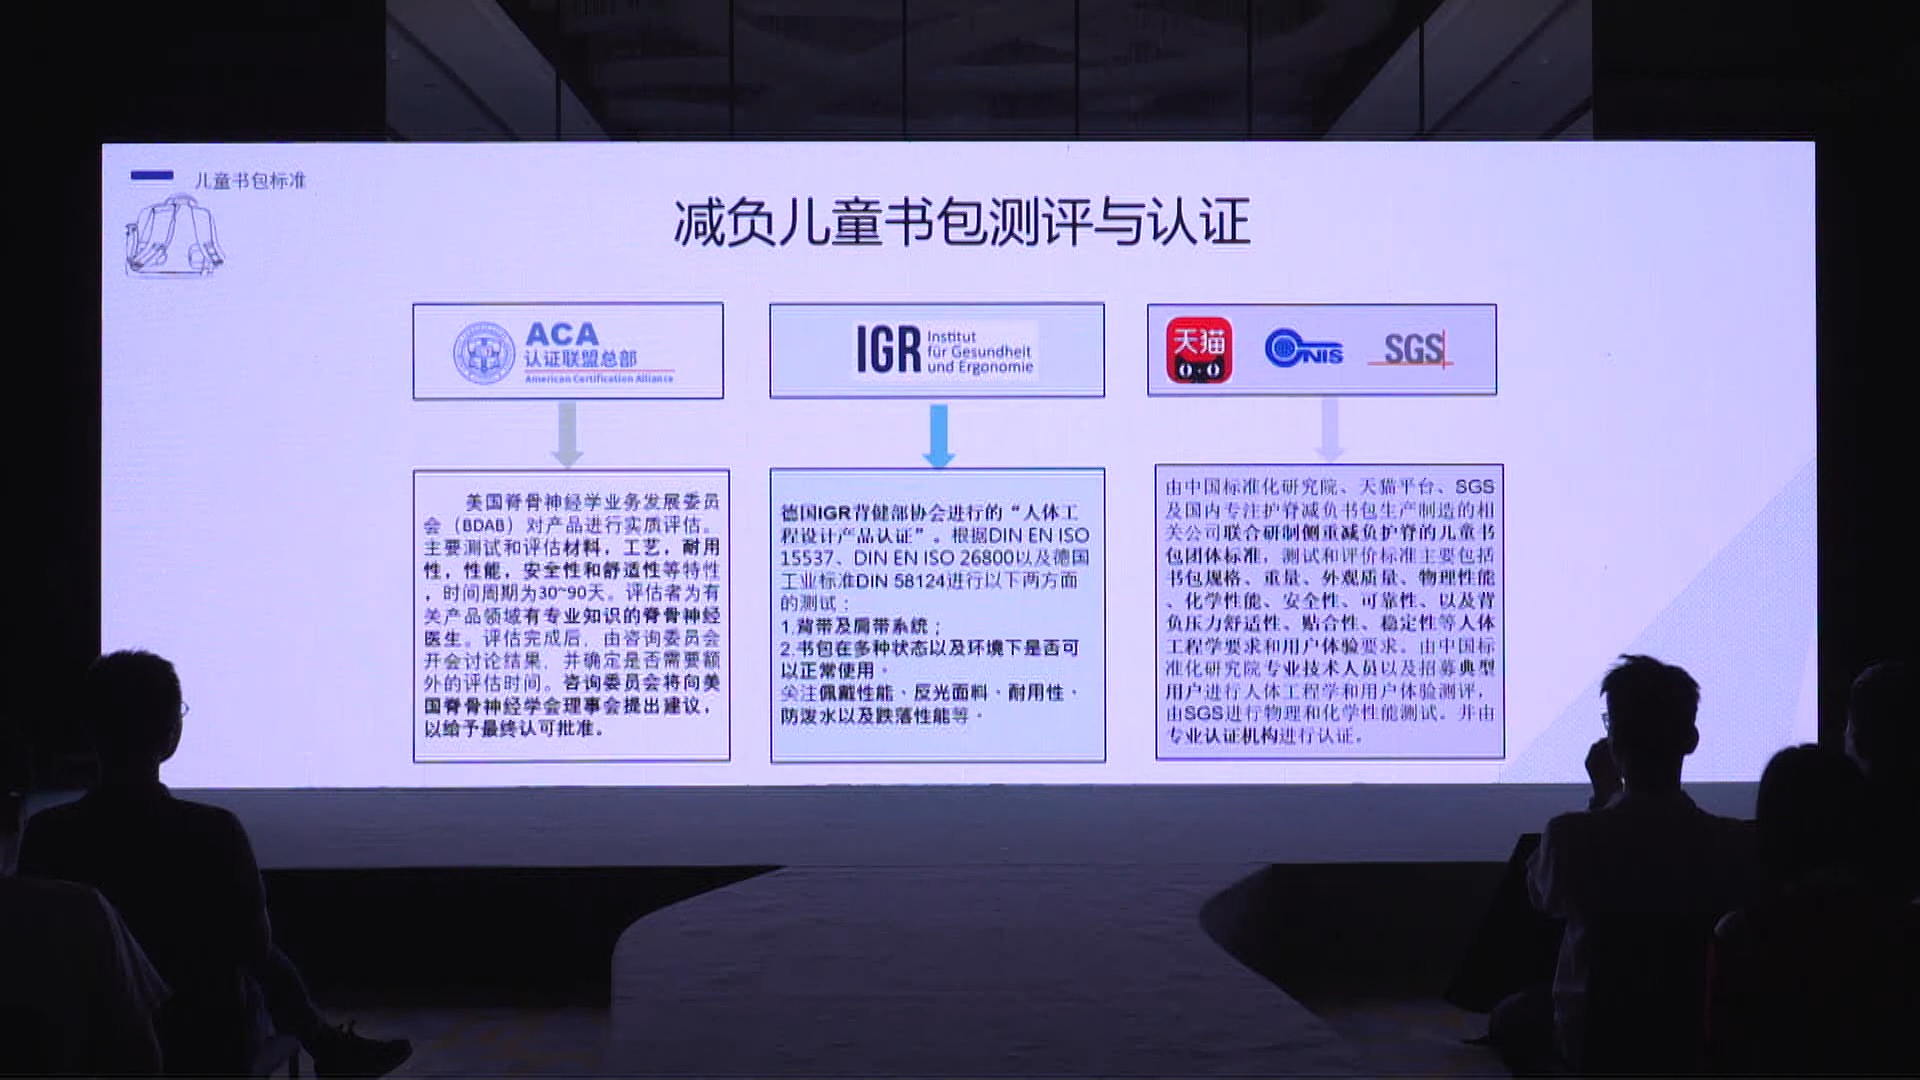 儿童书包标准
减负儿童书包测评与认证
ACA
认证联盟总部
American Certification Alliance
IGR
Institut
für Gesundheit
und Ergonomie
天猫
CNIS
SGS
美国脊骨神经学业务发展委员
会（BDAB）对产品进行实质评估。
主要测试和评估材料，工艺，耐用
性，性能，安全性和舒适性等特性
，时间周期为30~90天。评估者为有
关产品领域有专业知识的脊骨神经
医生。评估完成后，由咨询委员会
开会讨论结果，并确定是否需要额
外的评估时间。咨询委员会将向美
国脊骨神经学会理事会提出建议，
以给予最终认可批准。
德国IGR背健部协会进行的“人体工
程设计产品认证”。根据DIN EN ISO
15537、DIN EN ISO 26800以及德国
工业标准DIN 58124进行以下两方面
的测试：
1.背带及肩带系统；
2.书包在多种状态以及环境下是否可
以正常使用。
关注佩戴性能、反光面料、耐用性、
防泼水以及跌落性能等。
由中国标准化研究院、天猫平台、SGS
及国内专注护脊减负书包生产制造的相
关公司联合研制侧重减负护脊的儿童书
包团体标准，测试和评价标准主要包括
书包规格、重量、外观质量、物理性能
、化学性能、安全性、可靠性、以及背
负压力舒适性、贴合性、稳定性等人体
工程学要求和用户体验要求。由中国标
准化研究院专业技术人员以及招募典型
用户进行人体工程学和用户体验测评，
由SGS进行物理和化学性能测试。并由
专业认证机构进行认证。